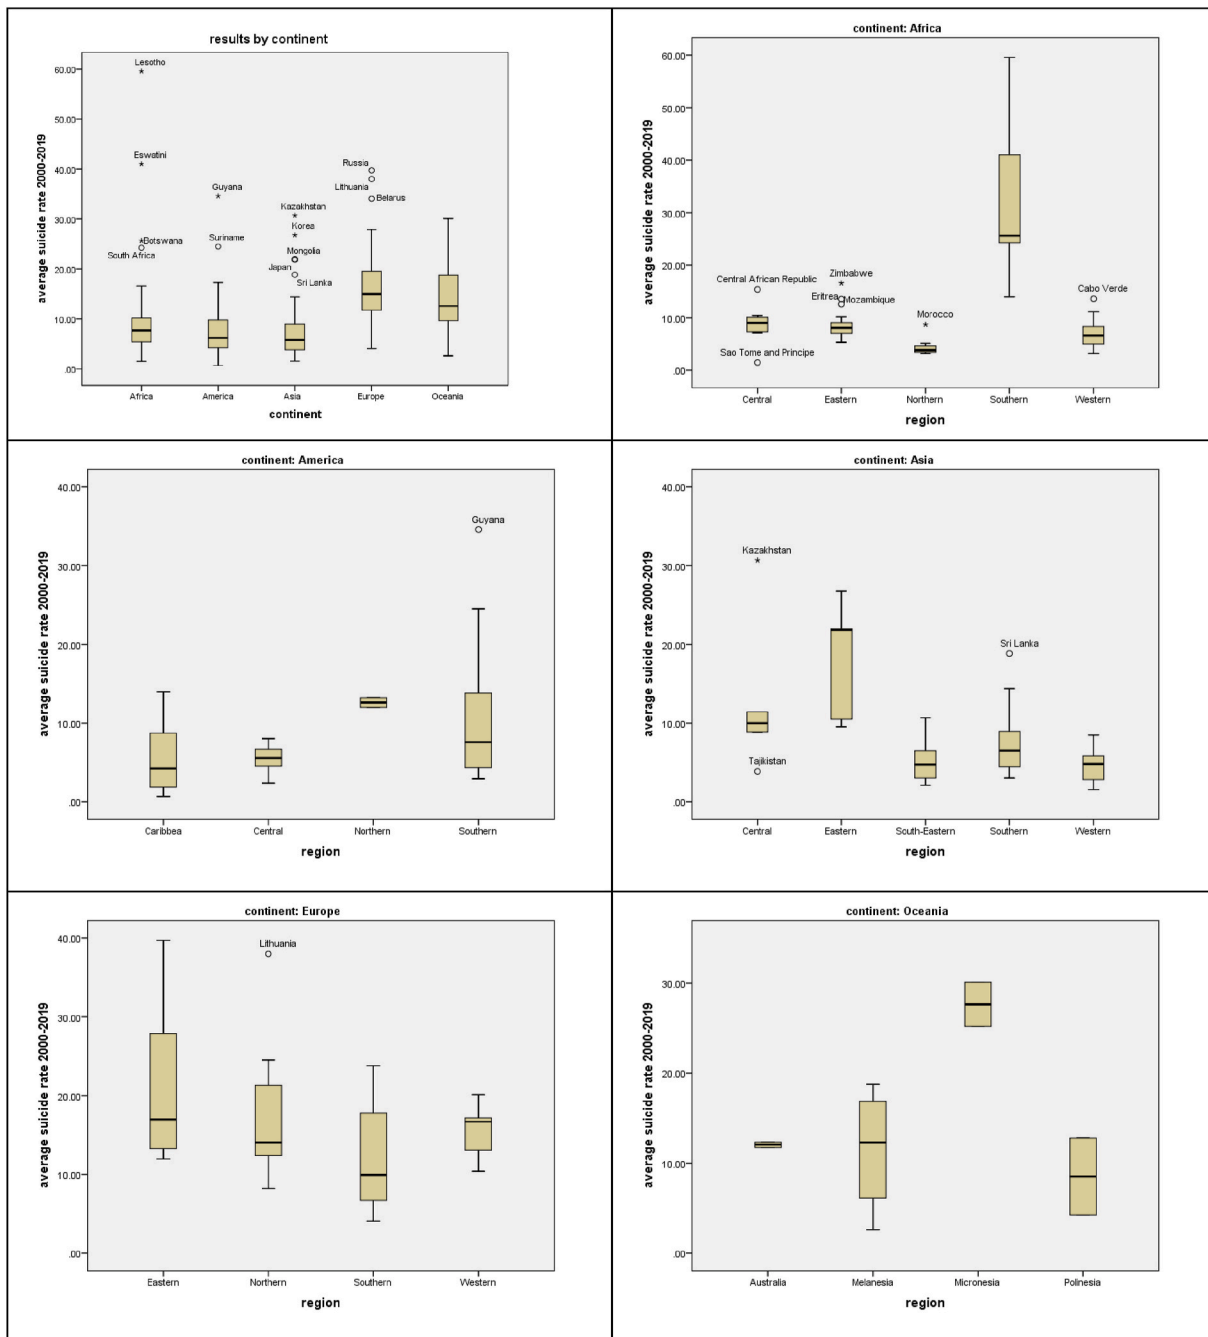 results by continent
average suicide rate 2000-2019
60.00
50.00
40.00
30.00
20.00
10.00
.00
Lesotho
Eswatini
Botswana
South Africa
Guyana
Suriname
Kazakhstan
Korea
Mongolia
Japan
Sri Lanka
Russia
Lithuania
Belarus
Africa
America
Asia
Europe
Oceania
continent
continent: Africa
average suicide rate 2000-2019
60.00
50.00
40.00
30.00
20.00
10.00
.00
Central African Republic
Sao Tome and Principe
Zimbabwe
Eritrea
Mozambique
Morocco
Cabo Verde
Central
Eastern
Northern
Southern
Western
region
continent: America
average suicide rate 2000-2019
40.00
30.00
20.00
10.00
.00
Guyana
Caribbea
Central
Northern
Southern
region
continent: Asia
average suicide rate 2000-2019
40.00
30.00
20.00
10.00
.00
Kazakhstan
Tajikistan
Sri Lanka
Central
Eastern
South-Eastern
Southern
Western
region
continent: Europe
average suicide rate 2000-2019
40.00
30.00
20.00
10.00
.00
Lithuania
Eastern
Northern
Southern
Western
region
continent: Oceania
average suicide rate 2000-2019
30.00
20.00
10.00
.00
Australia
Melanesia
Micronesia
Polinesia
region